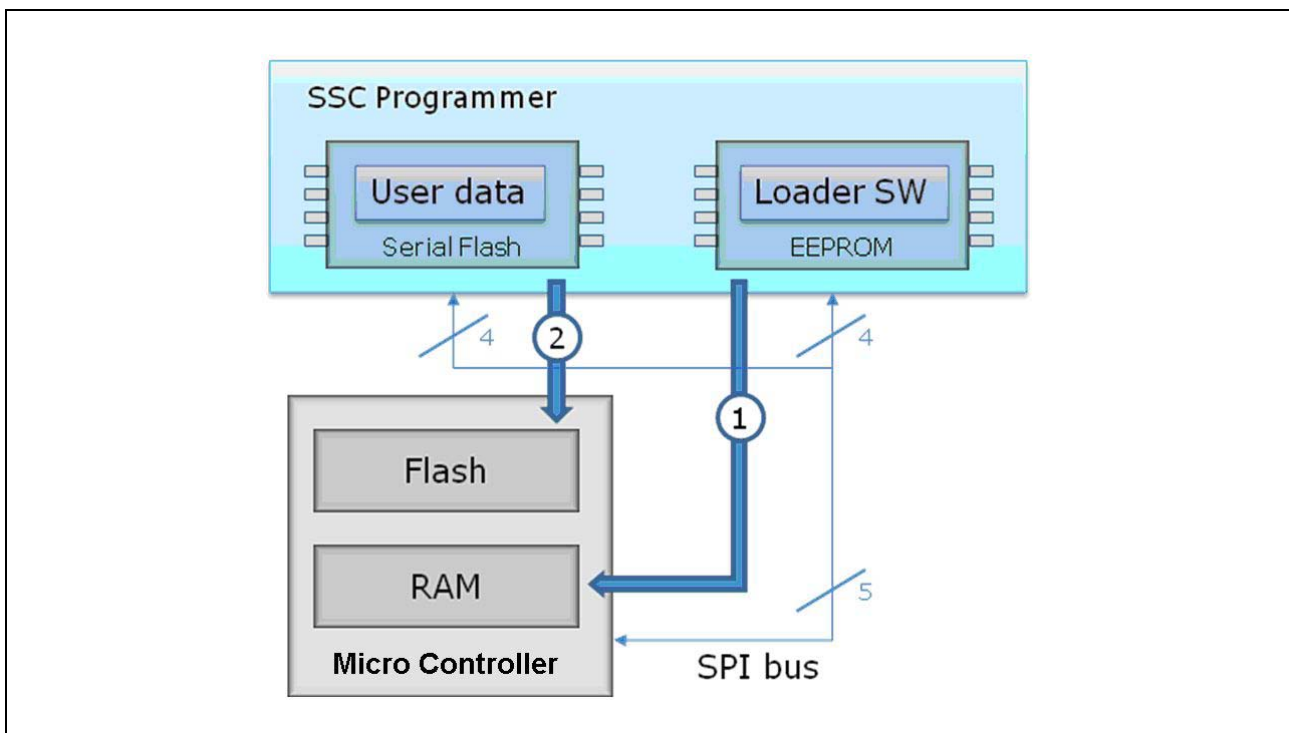 SSC Programmer
User data
Loader SW
Serial Flash
EEPROM
4
2
4
1
Flash
RAM
5
Micro Controller
SPI bus